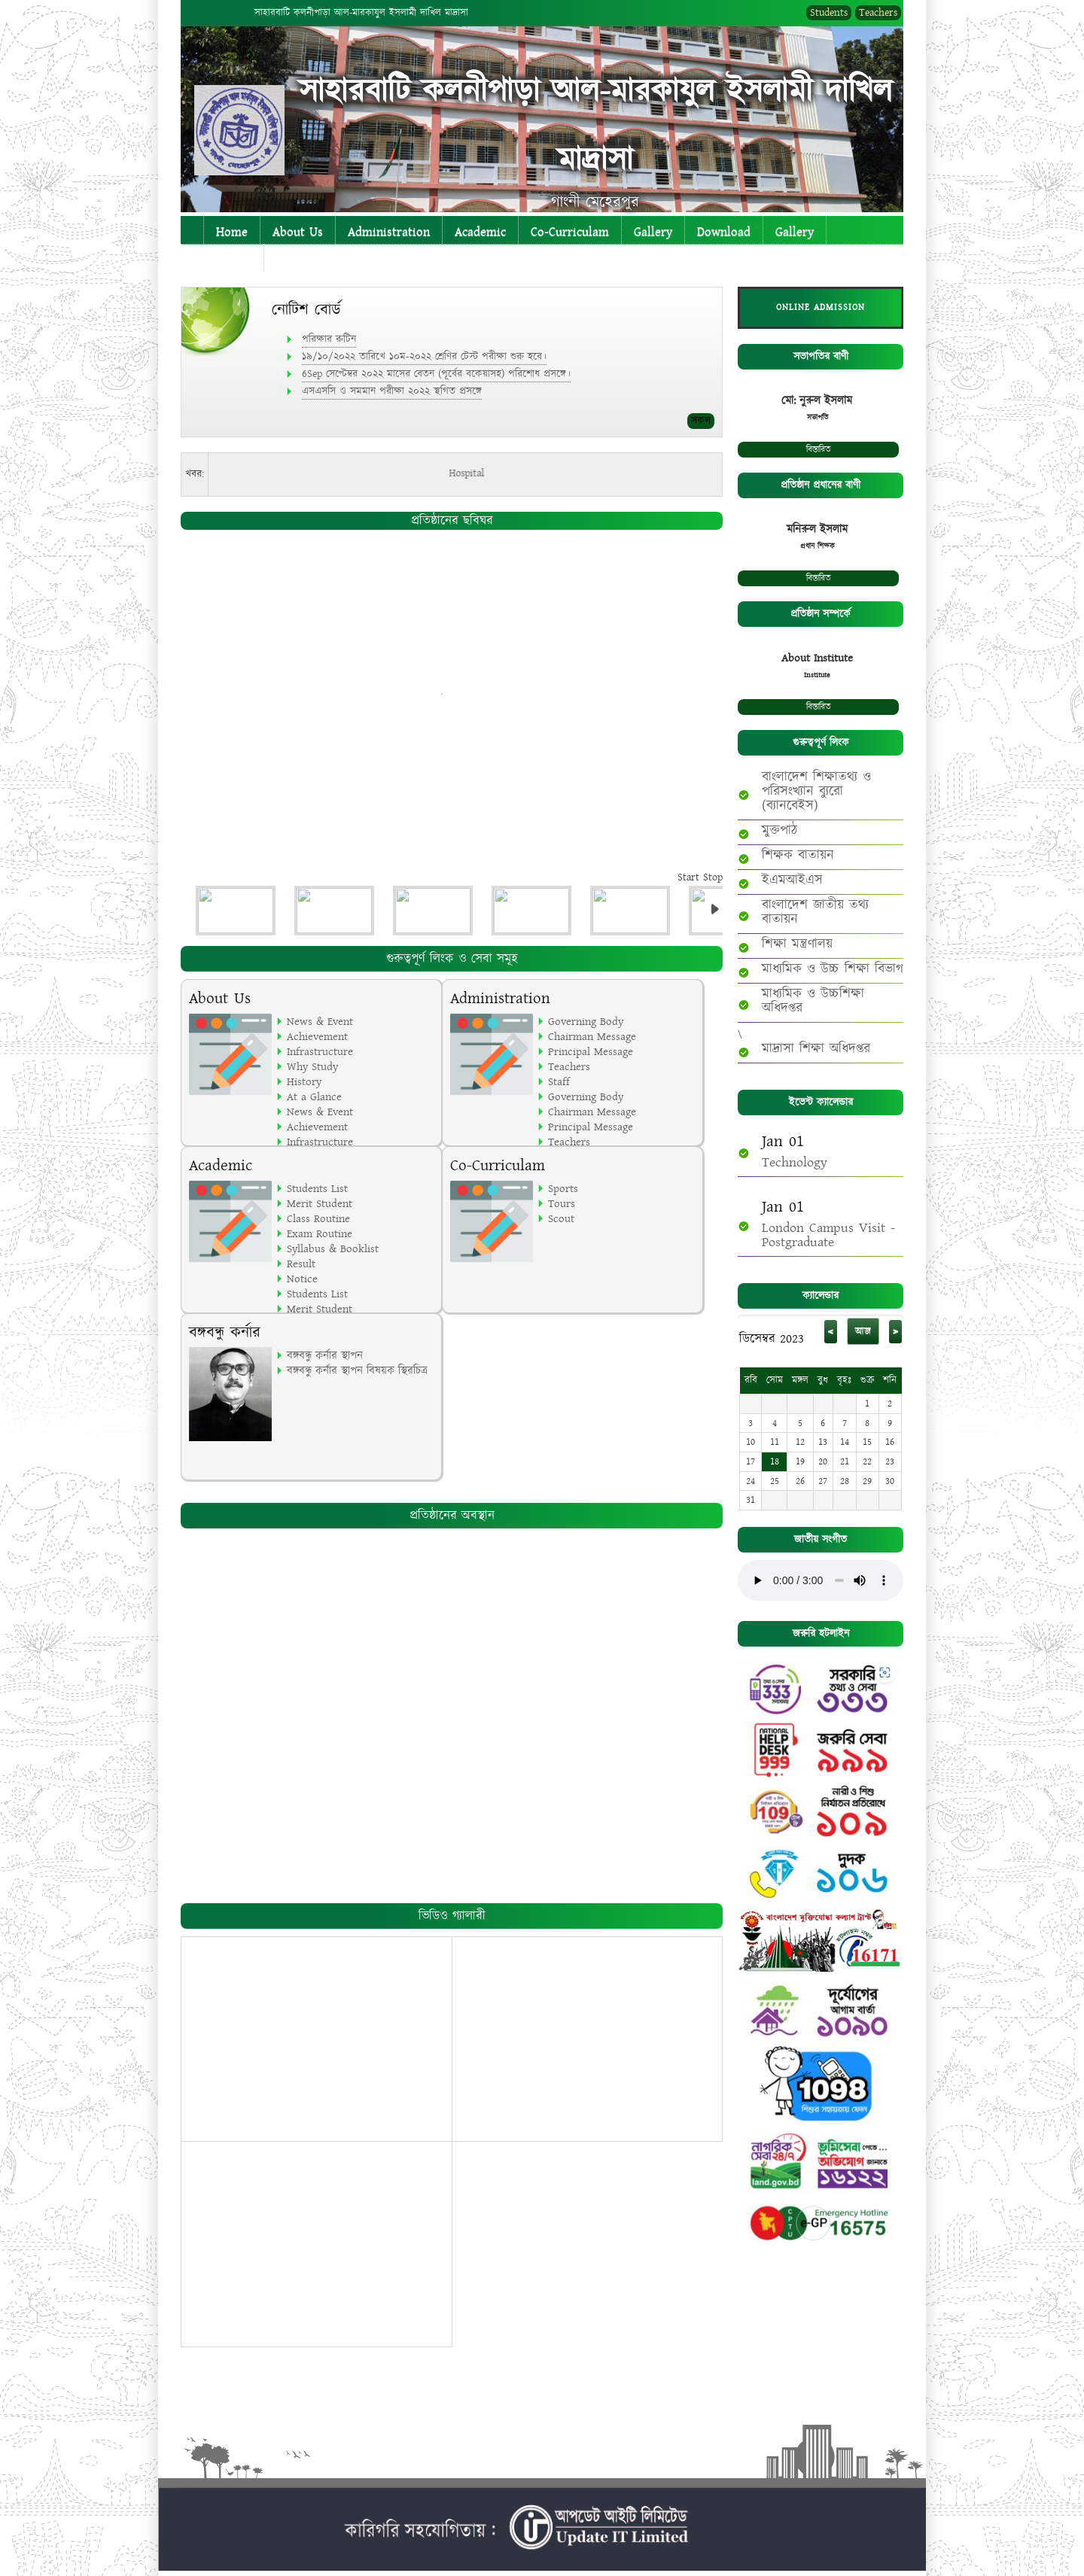 সাহারবাটি কলনীপাড়া আল-মারকাযুল ইসলামী দাখিল মাদ্রাসা
Students Teachers
সাহারবাটি কলনীপাড়া আল-মারকাযুল ইসলামী দাখিল
মাদ্রাসা
গাংনী মেহেরপুর
Home About Us Administration Academic Co-Curriculam Gallery Download Gallery
নোটিশ বোর্ড
পরিক্ষার রুটিন
১৯/১০/২০২২ তারিখে ১০ম-২০২২ শ্রেণির টেস্ট পরীক্ষা শুরু হবে।
6Sep সেপ্টেম্বর ২০২২ মাসের বেতন (পূর্বের বকেয়াসহ) পরিশোধ প্রসঙ্গে।
এসএসসি ও সমমান পরীক্ষা ২০২২ স্থগিত প্রসঙ্গে
সকল
খবর:
Hospital
প্রতিষ্ঠানের ছবিঘর
Start Stop
গুরুত্বপূর্ণ লিংক ও সেবা সমূহ
About Us
News & Event
Achievement
Infrastructure
Why Study
History
At a Glance
News & Event
Achievement
Infrastructure
Administration
Governing Body
Chairman Message
Principal Message
Teachers
Staff
Governing Body
Chairman Message
Principal Message
Teachers
Academic
Students List
Merit Student
Class Routine
Exam Routine
Syllabus & Booklist
Result
Notice
Students List
Merit Student
Co-Curriculam
Sports
Tours
Scout
বঙ্গবন্ধু কর্নার
বঙ্গবন্ধু কর্নার স্থাপন
বঙ্গবন্ধু কর্নার স্থাপন বিষয়ক স্থিরচিত্র
প্রতিষ্ঠানের অবস্থান
ভিডিও গ্যালারী
ONLINE ADMISSION
সভাপতির বাণী
মো: নুরুল ইসলাম
সভাপতি
বিস্তারিত
প্রতিষ্ঠান প্রধানের বাণী
মনিরুল ইসলাম
প্রধান শিক্ষক
বিস্তারিত
প্রতিষ্ঠান সম্পর্কে
About Institute
Institute
বিস্তারিত
গুরুত্বপূর্ণ লিংক
বাংলাদেশ শিক্ষাতথ্য ও
পরিসংখ্যান ব্যুরো
(ব্যানবেইস)
মুক্তপাঠ
শিক্ষক বাতায়ন
ইএমআইএস
বাংলাদেশ জাতীয় তথ্য
বাতায়ন
শিক্ষা মন্ত্রণালয়
মাধ্যমিক ও উচ্চ শিক্ষা বিভাগ
মাধ্যমিক ও উচ্চশিক্ষা
অধিদপ্তর
\
মাদ্রাসা শিক্ষা অধিদপ্তর
ইভেন্ট ক্যালেন্ডার
Jan 01
Technology
Jan 01
London Campus Visit -
Postgraduate
ক্যালেন্ডার
ডিসেম্বর 2023 < আজ >
রবি সোম মঙ্গল বুধ বৃহঃ শুক্র শনি
1 2
3 4 5 6 7 8 9
10 11 12 13 14 15 16
17 18 19 20 21 22 23
24 25 26 27 28 29 30
31
জাতীয় সংগীত
0:00 / 3:00
জরুরি হটলাইন
333
সরকারি
তথ্য ও সেবা
৩৩৩
NATIONAL
HELP
DESK
999
জরুরি সেবা
৯৯৯
109
নারী ও শিশু
নির্যাতন প্রতিরোধে
১০৯
দুদক
১০৬
বাংলাদেশ মুক্তিযোদ্ধা কল্যাণ ট্রাস্ট
16171
দূর্যোগের
আগাম বার্তা
১০৯০
1098
শিশুর সহায়তায় ফোন
নাগরিক
সেবা 24/7
land.gov.bd
ভূমিসেবা পেতে ...
অভিযোগ জানাতে
১৬১২২
CPTU
e-GP
Emergency Hotline
16575
কারিগরি সহযোগিতায় :
আপডেট আইটি লিমিটেড
Update IT Limited